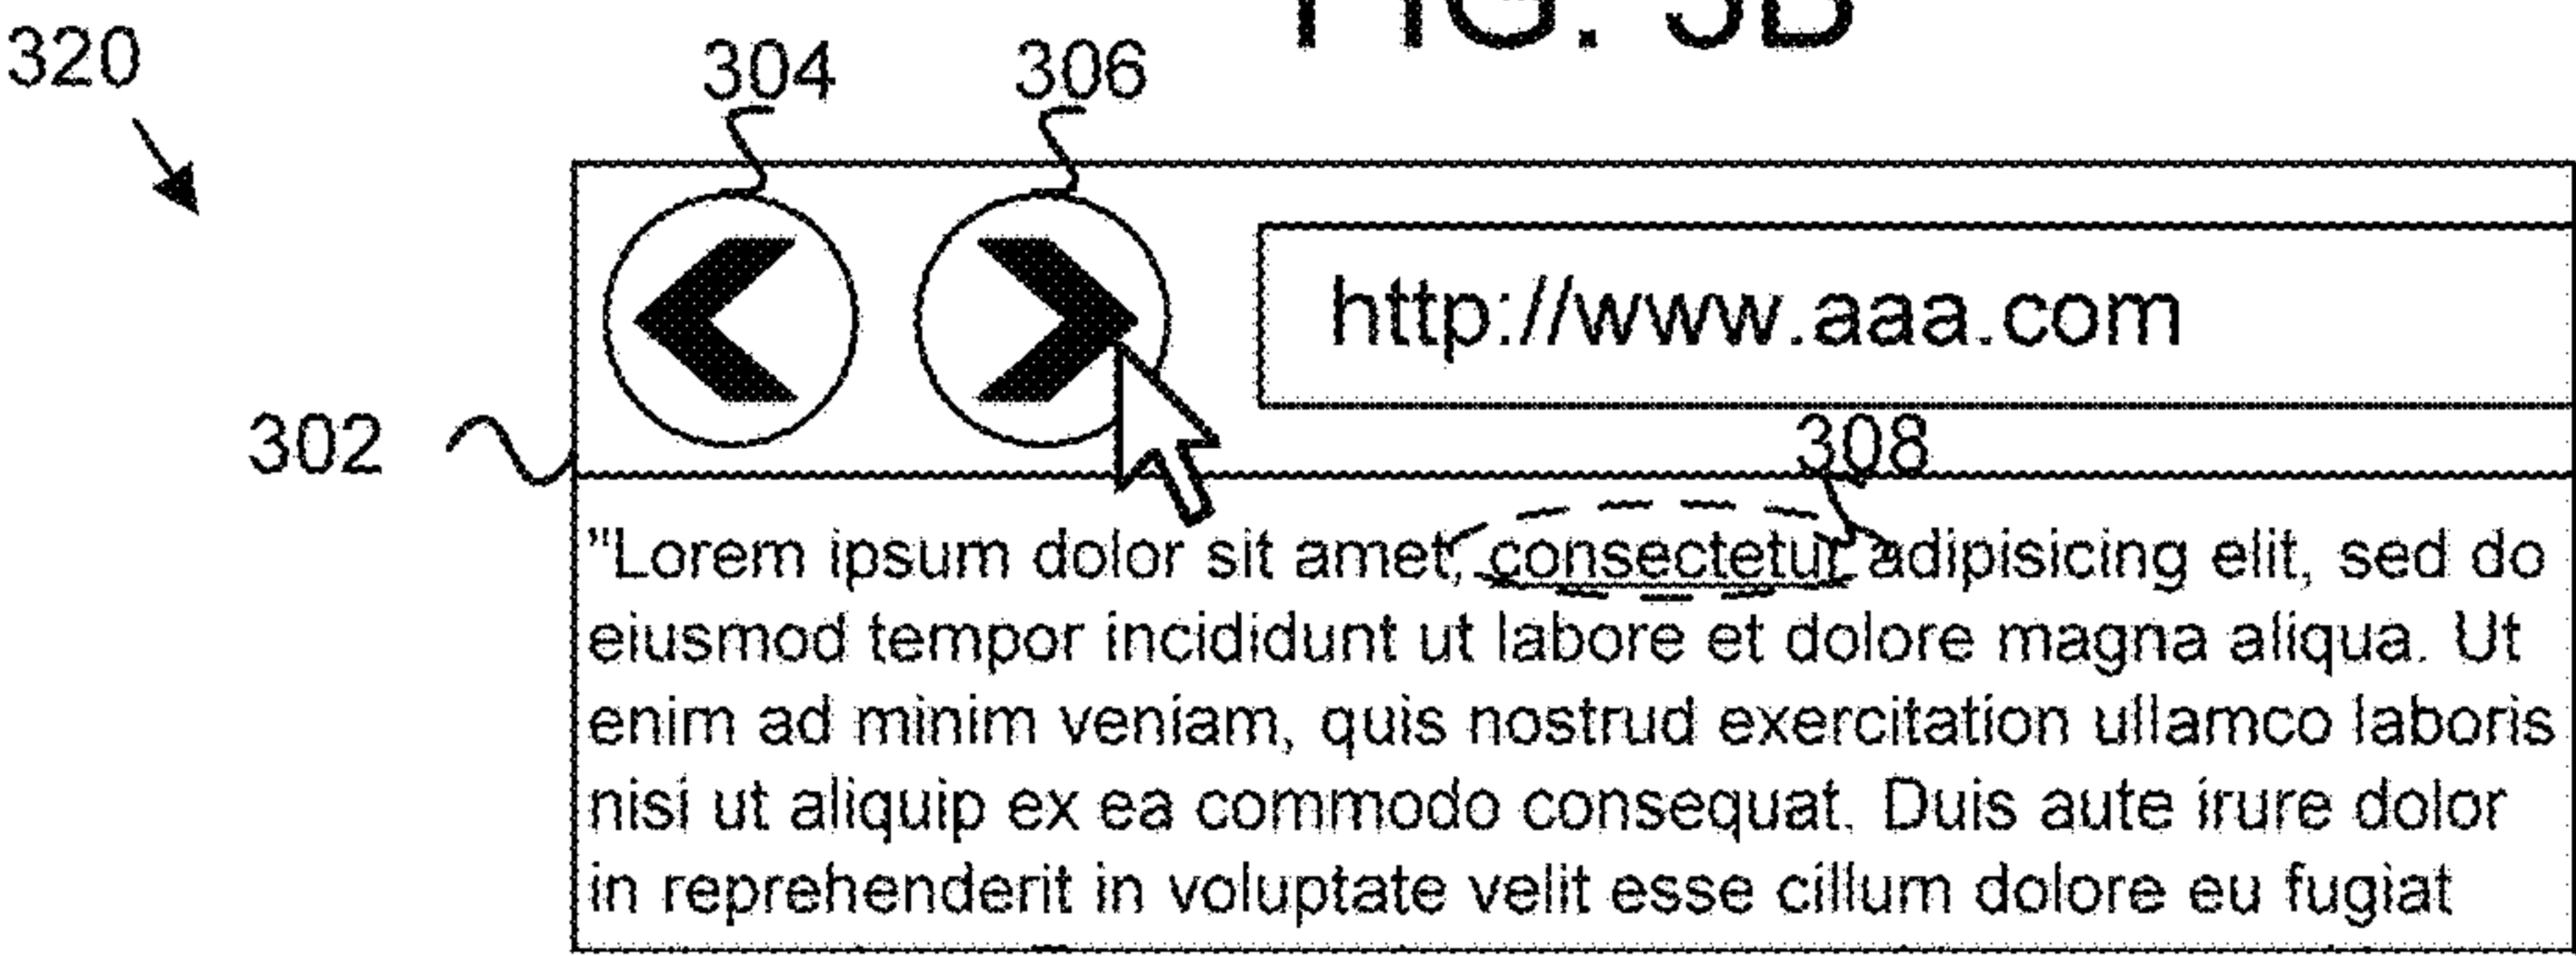 320
304
306
http://www.aaa.com
302
308
"Lorem ipsum dolor sit amet, consectetur adipisicing elit, sed do
eiusmod tempor incididunt ut labore et dolore magna aliqua. Ut
enim ad minim veniam, quis nostrud exercitation ullamco laboris
nisi ut aliquip ex ea commodo consequat. Duis aute irure dolor
in reprehenderit in voluptate velit esse cillum dolore eu fugiat